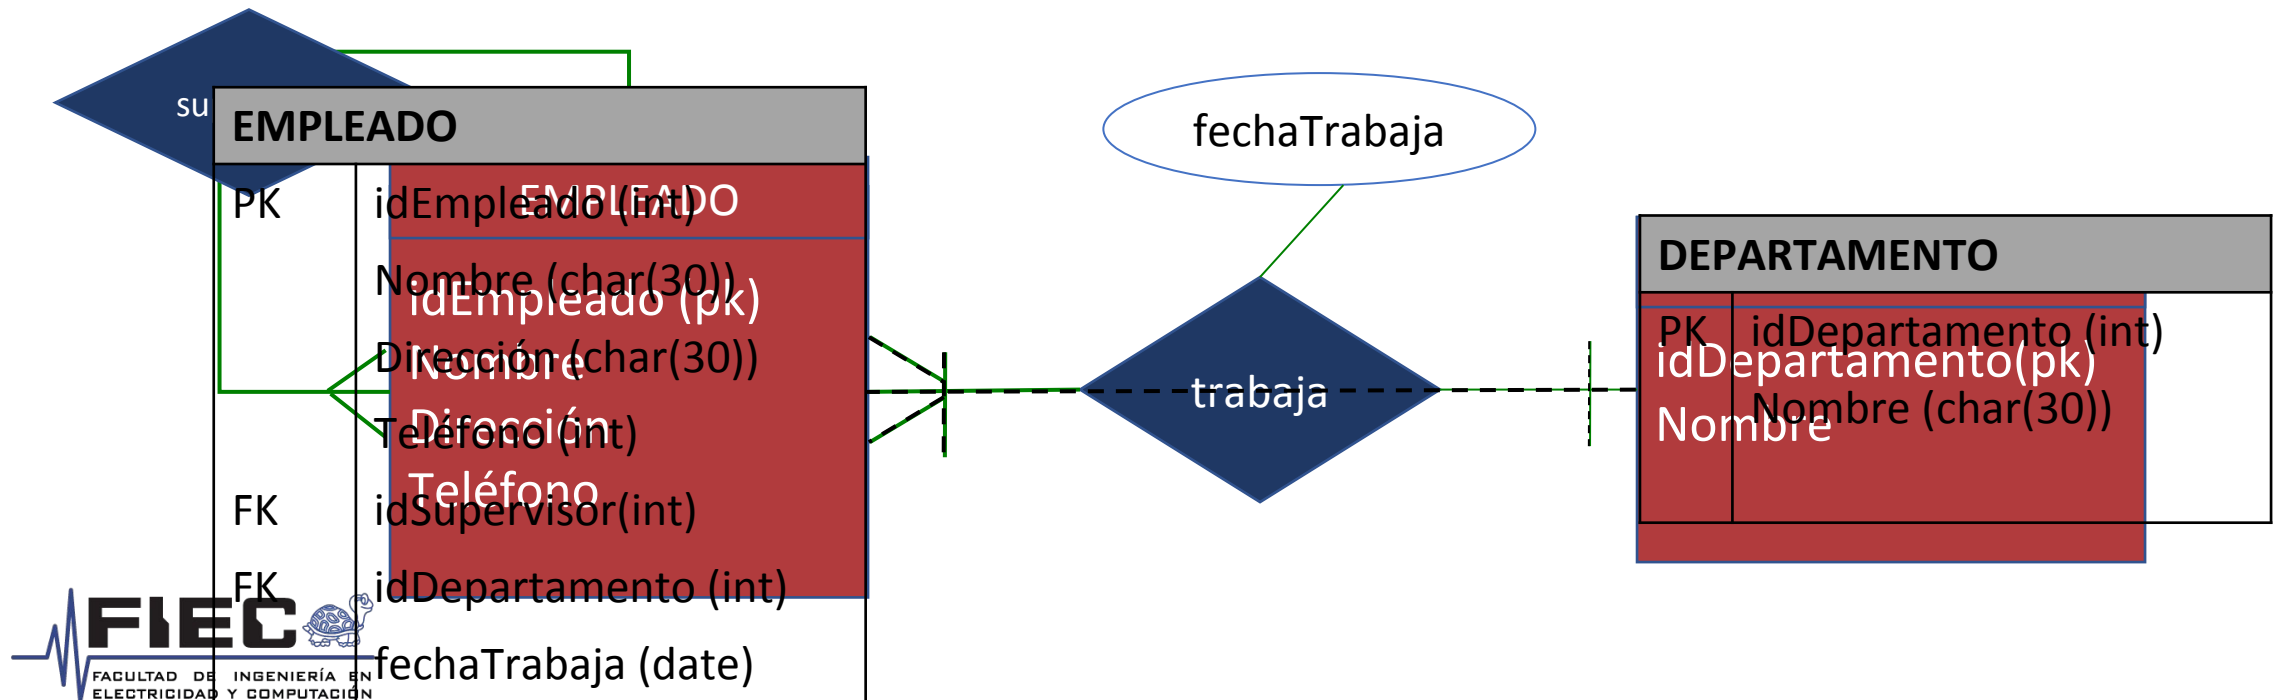 su
EMPLEADO
PK idEmpleado (int)
Nombre (char(30))
Dirección (char(30))
Teléfono (int)
FK idSupervisor(int)
FK idDepartamento (int)
fechaTrabaja (date)
EMPLEADO
idEmpleado (pk)
Nombre
Dirección
Teléfono
fechaTrabaja
trabaja
DEPARTAMENTO
PK idDepartamento (int)
Nombre (char(30))
idDepartamento(pk)
Nombre
FIEC
FACULTAD DE INGENIERÍA EN
ELECTRICIDAD Y COMPUTACIÓN